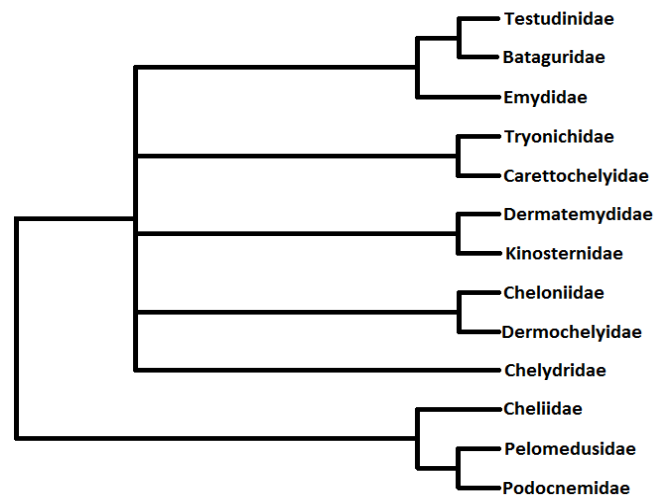 Testudinidae
Bataguridae
Emydidae
Tryonichidae
Carettochelyidae
Dermatemydidae
Kinosternidae
Cheloniidae
Dermochelyidae
Chelydridae
Cheliidae
Pelomedusidae
Podocnemidae